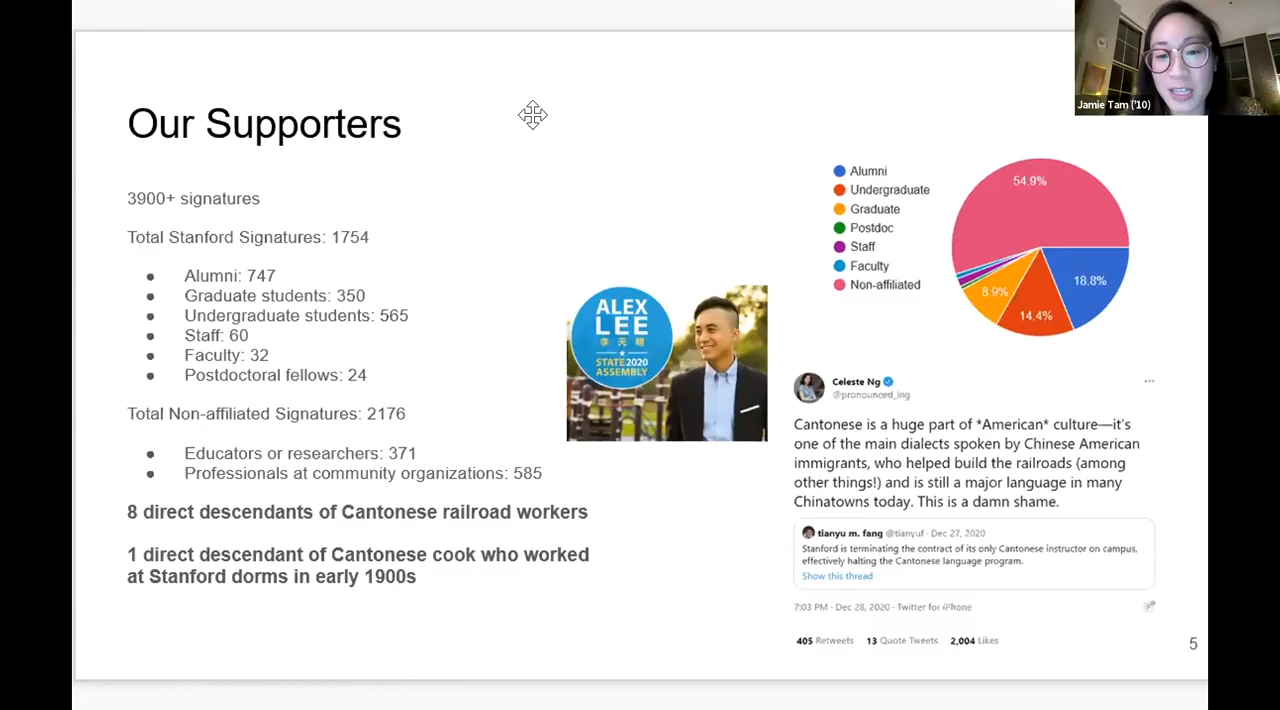 Jamie Tam ('10)
Our Supporters
3900+ signatures
Total Stanford Signatures: 1754
● Alumni: 747
● Graduate students: 350
● Undergraduate students: 565
● Staff: 60
● Faculty: 32
● Postdoctoral fellows: 24
Total Non-affiliated Signatures: 2176
● Educators or researchers: 371
● Professionals at community organizations: 585
8 direct descendants of Cantonese railroad workers
1 direct descendant of Cantonese cook who worked
at Stanford dorms in early 1900s
ALEX
LEE
李天明
STATE 2020
ASSEMBLY
Alumni
Undergraduate
Graduate
Postdoc
Staff
Faculty
Non-affiliated
54.9%
18.8%
8.9%
14.4%
Celeste Ng
@pronounced_ing
Cantonese is a huge part of *American* culture—it's
one of the main dialects spoken by Chinese American
immigrants, who helped build the railroads (among
other things!) and is still a major language in many
Chinatowns today. This is a damn shame.
tianyu m. fang @tianyuf · Dec 27, 2020
Stanford is terminating the contract of its only Cantonese instructor on campus,
effectively halting the Cantonese language program.
Show this thread
7:03 PM · Dec 28, 2020 · Twitter for iPhone
405 Retweets 13 Quote Tweets 2,004 Likes
5